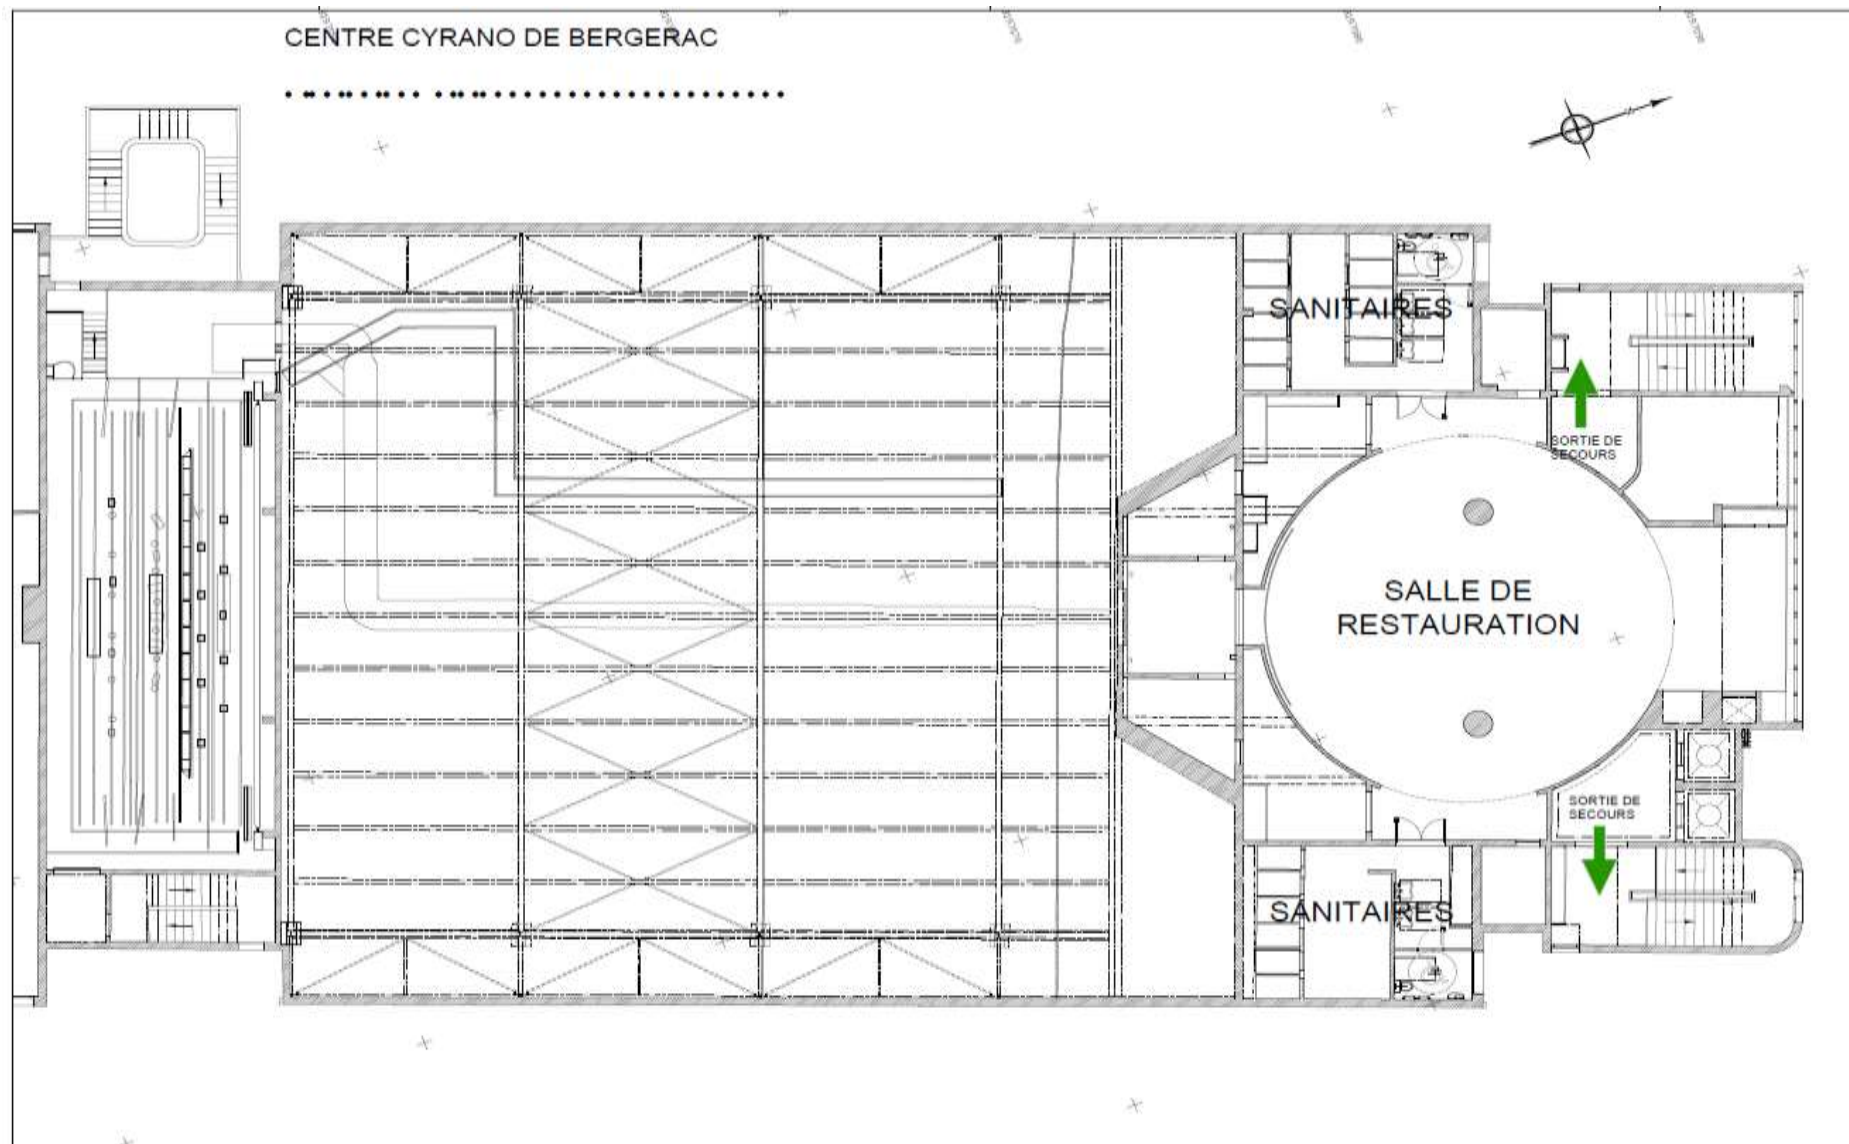 CENTRE CYRANO DE BERGERAC
SANITAIRES
SORTIE DE
SECOURS
SALLE DE
RESTAURATION
SORTIE DE
SECOURS
SANITAIRES